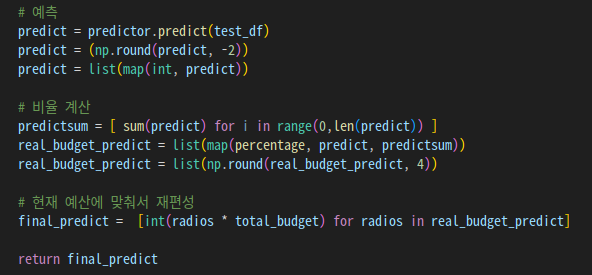 # 예측
predict = predictor.predict(test_df)
predict = (np.round(predict, -2))
predict = list(map(int, predict))
# 비율 계산
predictsum = [ sum(predict) for i in range(0,len(predict)) ]
real_budget_predict = list(map(percentage, predict, predictsum))
real_budget_predict = list(np.round(real_budget_predict, 4))
# 현재 예산에 맞춰서 재편성
final_predict =  [int(radios * total_budget) for radios in real_budget_predict]
return final_predict